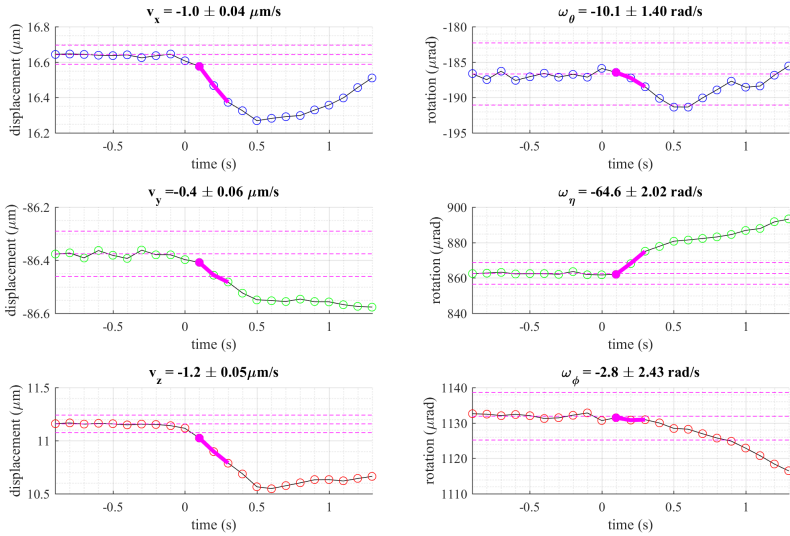 v_x = -1.0 ± 0.04 μm/s
displacement (μm)
16.8
16.6
16.4
16.2
-0.5 0 0.5 1
time (s)
ω_θ = -10.1 ± 1.40 rad/s
rotation (μrad)
-180
-185
-190
-195
-0.5 0 0.5 1
time (s)
v_y =-0.4 ± 0.06 μm/s
displacement (μm)
-86.2
-86.4
-86.6
-0.5 0 0.5 1
time (s)
ω_η = -64.6 ± 2.02 rad/s
rotation (μrad)
900
880
860
840
-0.5 0 0.5 1
time (s)
v_z = -1.2 ± 0.05μm/s
displacement (μm)
11.5
11
10.5
-0.5 0 0.5 1
time (s)
ω_ϕ = -2.8 ± 2.43 rad/s
rotation (μrad)
1140
1130
1120
1110
-0.5 0 0.5 1
time (s)